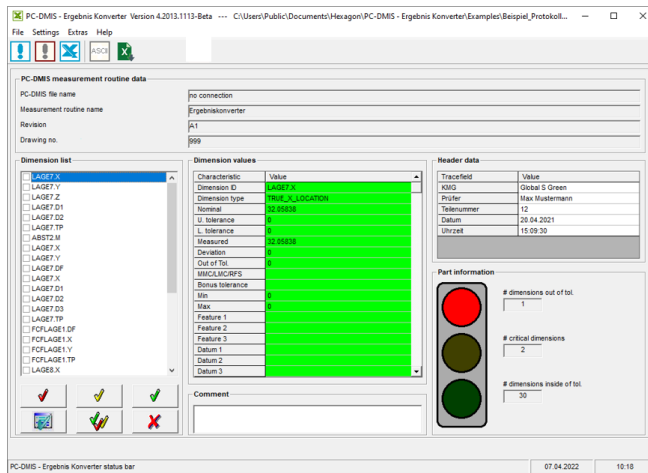 PC-DMIS - Ergebnis Konverter Version 4.2013.1113-Beta --- C:\Users\Public\Documents\Hexagon\PC-DMIS - Ergebnis Konverter\Examples\Beispiel_Protokoll...
File Settings Extras Help
ASCII
PC-DMIS measurement routine data
PC-DMIS file name no connection
Measurement routine name Ergebniskonverter
Revision A1
Drawing no. 999
Dimension list
LAGE7.X
LAGE7.Y
LAGE7.Z
LAGE7.D1
LAGE7.D2
LAGE7.TP
ABST2.M
LAGE7.X
LAGE7.Y
LAGE7.DF
LAGE7.X
LAGE7.D1
LAGE7.D2
LAGE7.D3
LAGE7.TP
FCFLAGE1.DF
FCFLAGE1.X
FCFLAGE1.Y
FCFLAGE1.TP
LAGE8.X
Dimension values
Characteristic Value
Dimension ID LAGE7.X
Dimension type TRUE_X_LOCATION
Nominal 32.05838
U. tolerance 0
L. tolerance 0
Measured 32.05838
Deviation 0
Out of Tol. 0
MMC/LMC/RFS
Bonus tolerance
Min 0
Max 0
Feature 1
Feature 2
Feature 3
Datum 1
Datum 2
Datum 3
Comment
Header data
Tracefield Value
KMG Global S Green
Prüfer Max Mustermann
Teilenummer 12
Datum 20.04.2021
Uhrzeit 15:09:30
Part information
# dimensions out of tol.
1
# critical dimensions
2
# dimensions inside of tol.
30
PC-DMIS - Ergebnis Konverter status bar 07.04.2022 10:18